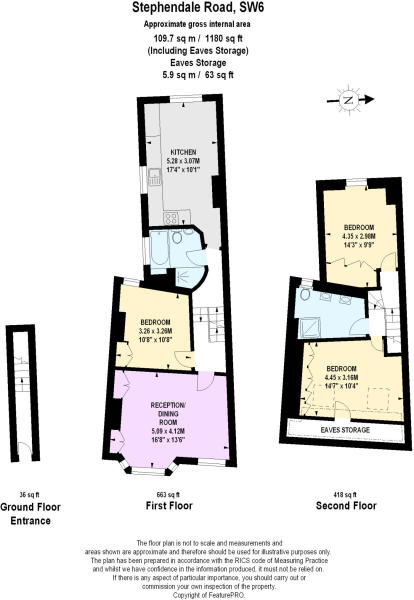 Stephendale Road, SW6
Approximate gross internal area
109.7 sq m / 1180 sq ft
(Including Eaves Storage)
Eaves Storage
5.9 sq m / 63 sq ft
N
KITCHEN
5.28 x 3.07M
17'4" x 10'1"
BEDROOM
4.35 x 2.98M
14'3" x 9'9"
BEDROOM
3.26 x 3.26M
10'8" x 10'8"
BEDROOM
4.45 x 3.16M
14'7" x 10'4"
RECEPTION/
DINING
ROOM
5.09 x 4.12M
16'8" x 13'6"
EAVES STORAGE
36 sq ft
Ground Floor
Entrance
663 sq ft
First Floor
418 sq ft
Second Floor
The floor plan is not to scale and measurements and
areas shown are approximate and therefore should be used for illustrative purposes only.
The plan has been prepared in accordance with the RICS code of Measuring Practice
and whilst we have confidence in the information produced, it must not be relied on.
If there is any aspect of particular importance, you should carry out or
commission your own inspection of the property.
Copyright of FeaturePRO.